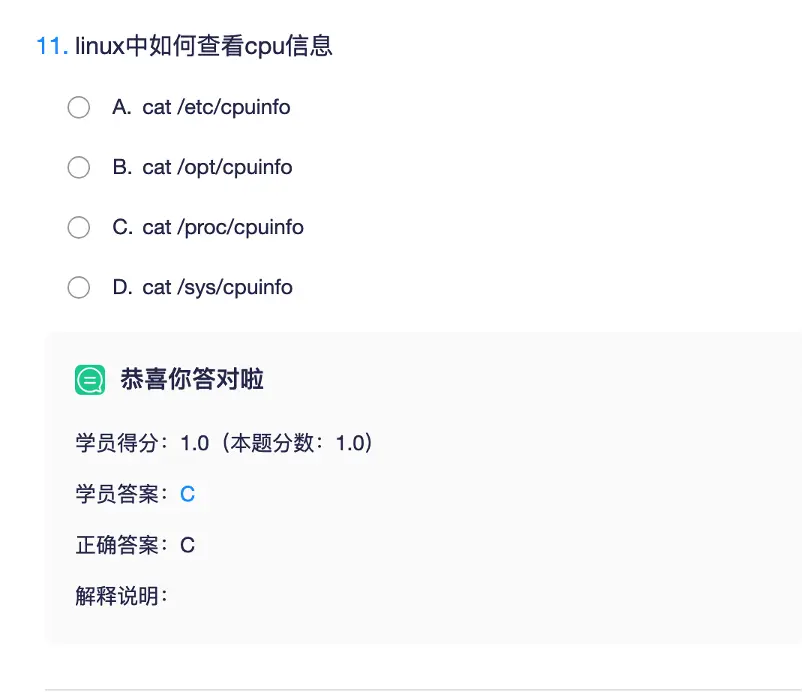 11. linux中如何查看cpu信息
A. cat /etc/cpuinfo
B. cat /opt/cpuinfo
C. cat /proc/cpuinfo
D. cat /sys/cpuinfo
恭喜你答对啦
学员得分：1.0（本题分数：1.0）
学员答案：C
正确答案：C
解释说明：